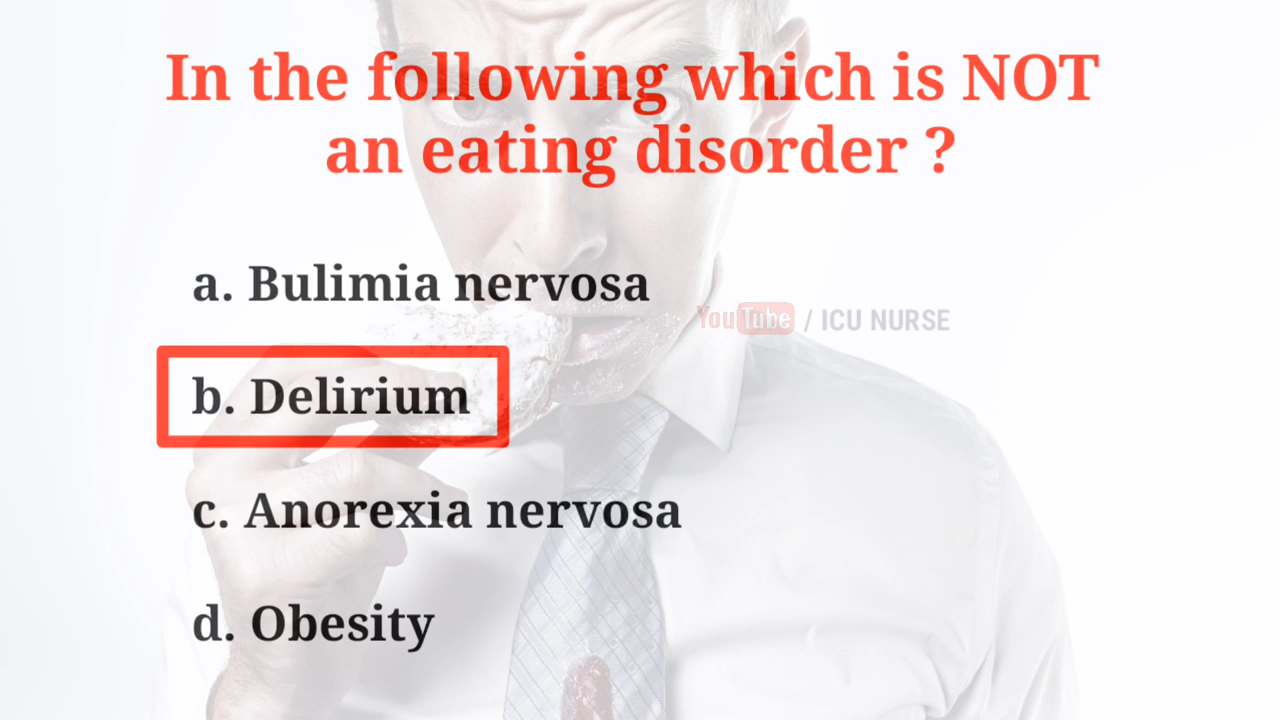 In the following which is NOT
an eating disorder ?
a. Bulimia nervosa
YouTube / ICU NURSE
b. Delirium
c. Anorexia nervosa
d. Obesity